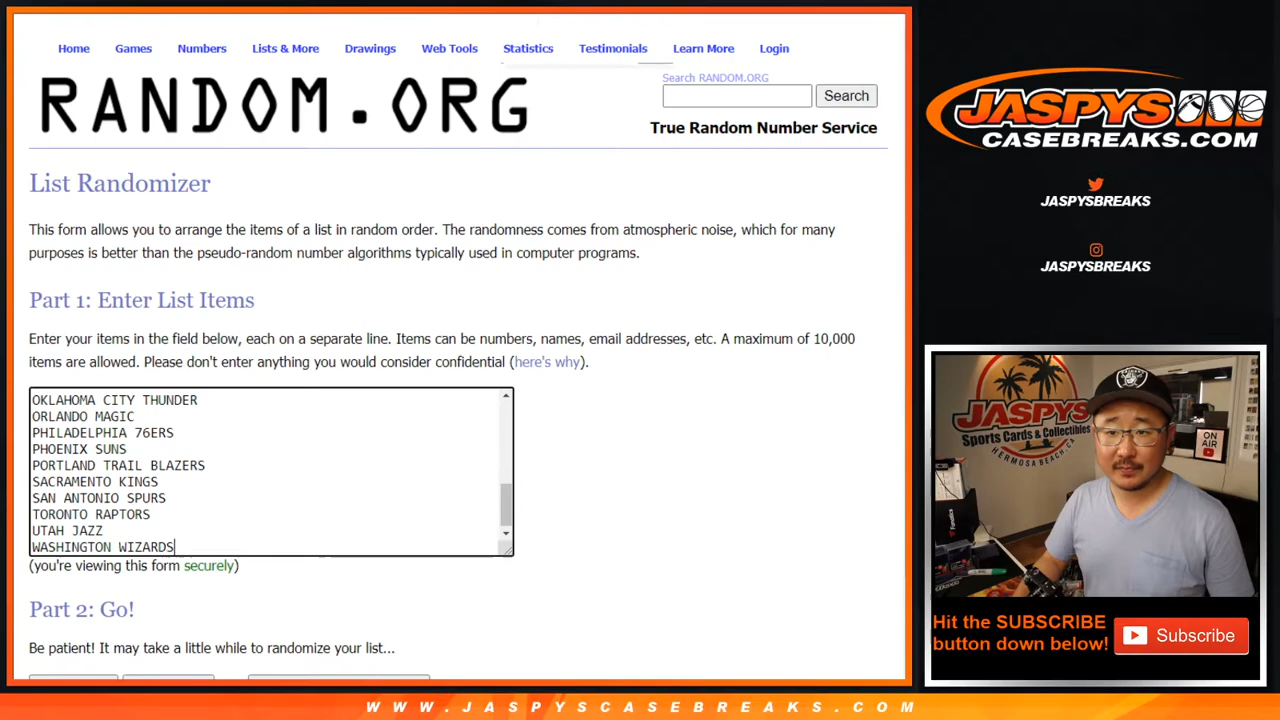 Home Games Numbers Lists & More Drawings Web Tools Statistics Testimonials Learn More Login
RANDOM.ORG
Search RANDOM.ORG
Search
True Random Number Service
List Randomizer
This form allows you to arrange the items of a list in random order. The randomness comes from atmospheric noise, which for many
purposes is better than the pseudo-random number algorithms typically used in computer programs.
Part 1: Enter List Items
Enter your items in the field below, each on a separate line. Items can be numbers, names, email addresses, etc. A maximum of 10,000
items are allowed. Please don't enter anything you would consider confidential (here's why).
OKLAHOMA CITY THUNDER
ORLANDO MAGIC
PHILADELPHIA 76ERS
PHOENIX SUNS
PORTLAND TRAIL BLAZERS
SACRAMENTO KINGS
SAN ANTONIO SPURS
TORONTO RAPTORS
UTAH JAZZ
WASHINGTON WIZARDS
(you're viewing this form securely)
Part 2: Go!
Be patient! It may take a little while to randomize your list...
JASPYS
CASEBREAKS.COM
JASPYSBREAKS
JASPYSBREAKS
JASPYS
Sports Cards & Collectibles
HERMOSA BEACH, CA
ON AIR
Fanatics
Hit the SUBSCRIBE
button down below!
Subscribe
WWW.JASPYSCASEBREAKS.COM